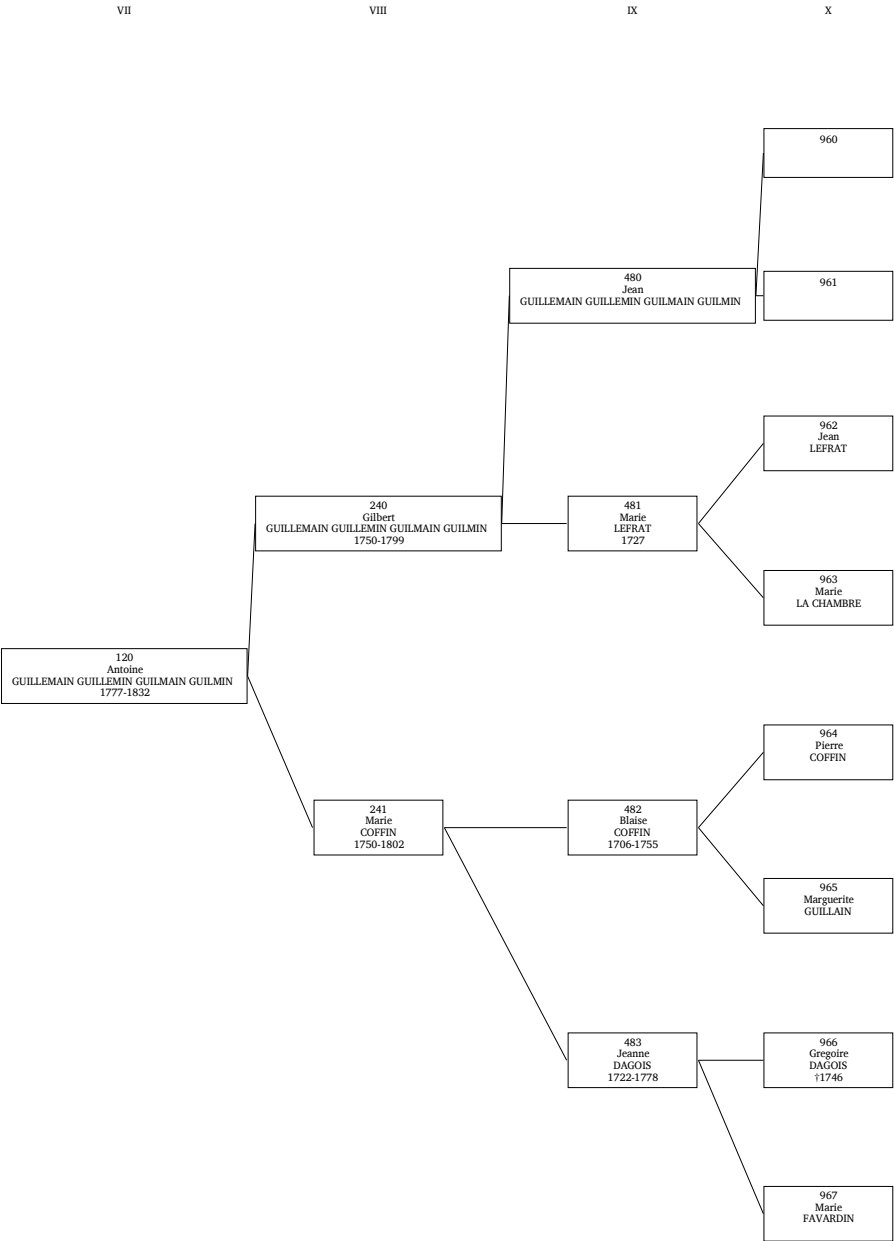 VII VIII IX X
960
480
Jean
GUILLEMAIN GUILLEMIN GUILMAIN GUILMIN
961
962
Jean
LEFRAT
240
Gilbert
GUILLEMAIN GUILLEMIN GUILMAIN GUILMIN
1750-1799
481
Marie
LEFRAT
1727
963
Marie
LA CHAMBRE
120
Antoine
GUILLEMAIN GUILLEMIN GUILMAIN GUILMIN
1777-1832
964
Pierre
COFFIN
241
Marie
COFFIN
1750-1802
482
Blaise
COFFIN
1706-1755
965
Marguerite
GUILLAIN
483
Jeanne
DAGOIS
1722-1778
966
Gregoire
DAGOIS
†1746
967
Marie
FAVARDIN